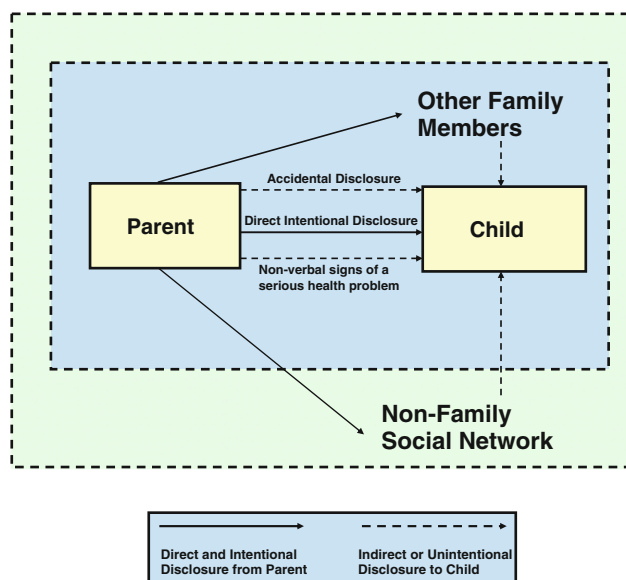 Other Family
Members
Accidental Disclosure
Parent
Direct Intentional Disclosure
Child
Non-verbal signs of a
serious health problem
Non-Family
Social Network
Direct and Intentional
Disclosure from Parent
Indirect or Unintentional
Disclosure to Child